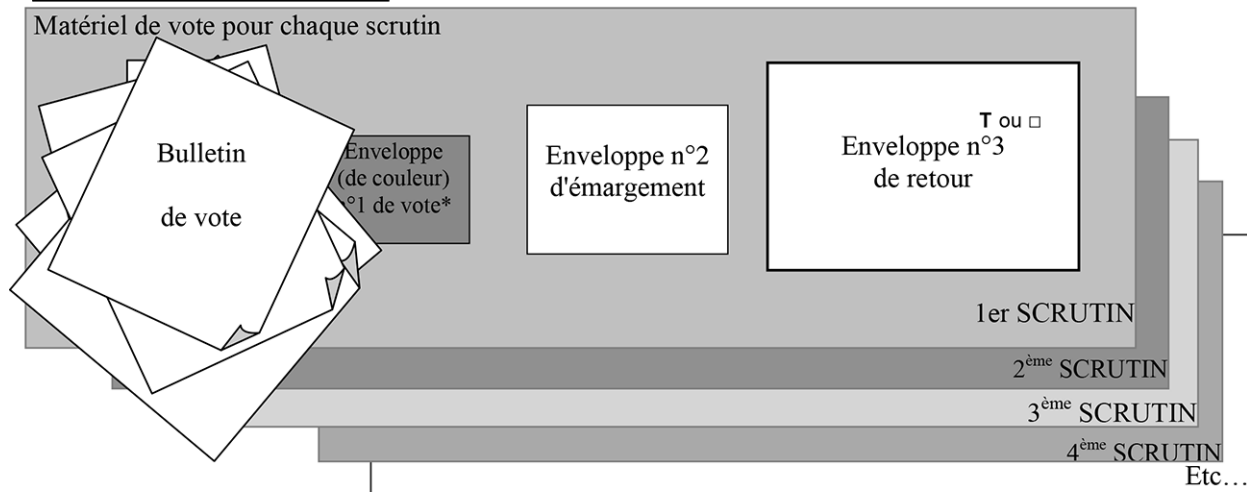 Matériel de vote pour chaque scrutin
Bulletin
de vote
Enveloppe
(de couleur)
n°1 de vote*
Enveloppe n°2
d'émargement
T ou □
Enveloppe n°3
de retour
1er SCRUTIN
2ème SCRUTIN
3ème SCRUTIN
4ème SCRUTIN
Etc…